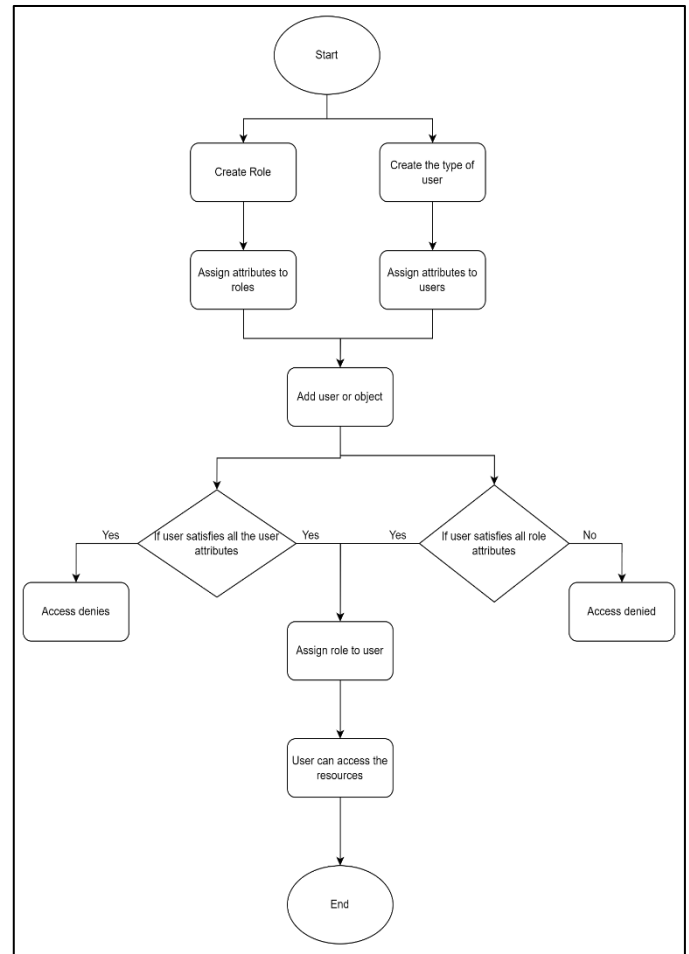 Start
Create Role
Create the type of
user
Assign attributes to
roles
Assign attributes to
users
Add user or object
Yes
If user satisfies all the user
attributes
Yes
Yes
If user satisfies all role
attributes
No
Access denies
Access denied
Assign role to user
User can access the
resources
End